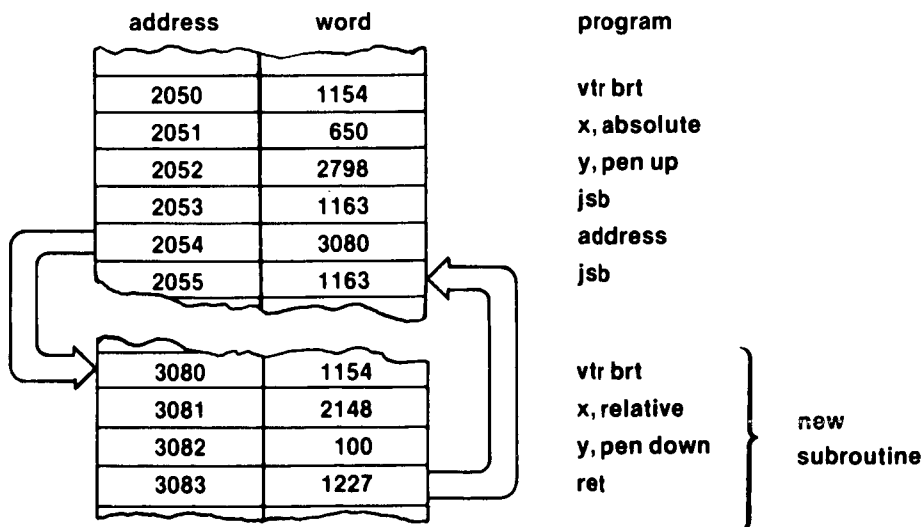 address word program
2050 1154 vtr brt
2051 650 x, absolute
2052 2798 y, pen up
2053 1163 jsb
2054 3080 address
2055 1163 jsb
3080 1154 vtr brt
3081 2148 x, relative
3082 100 y, pen down
3083 1227 ret
new
subroutine